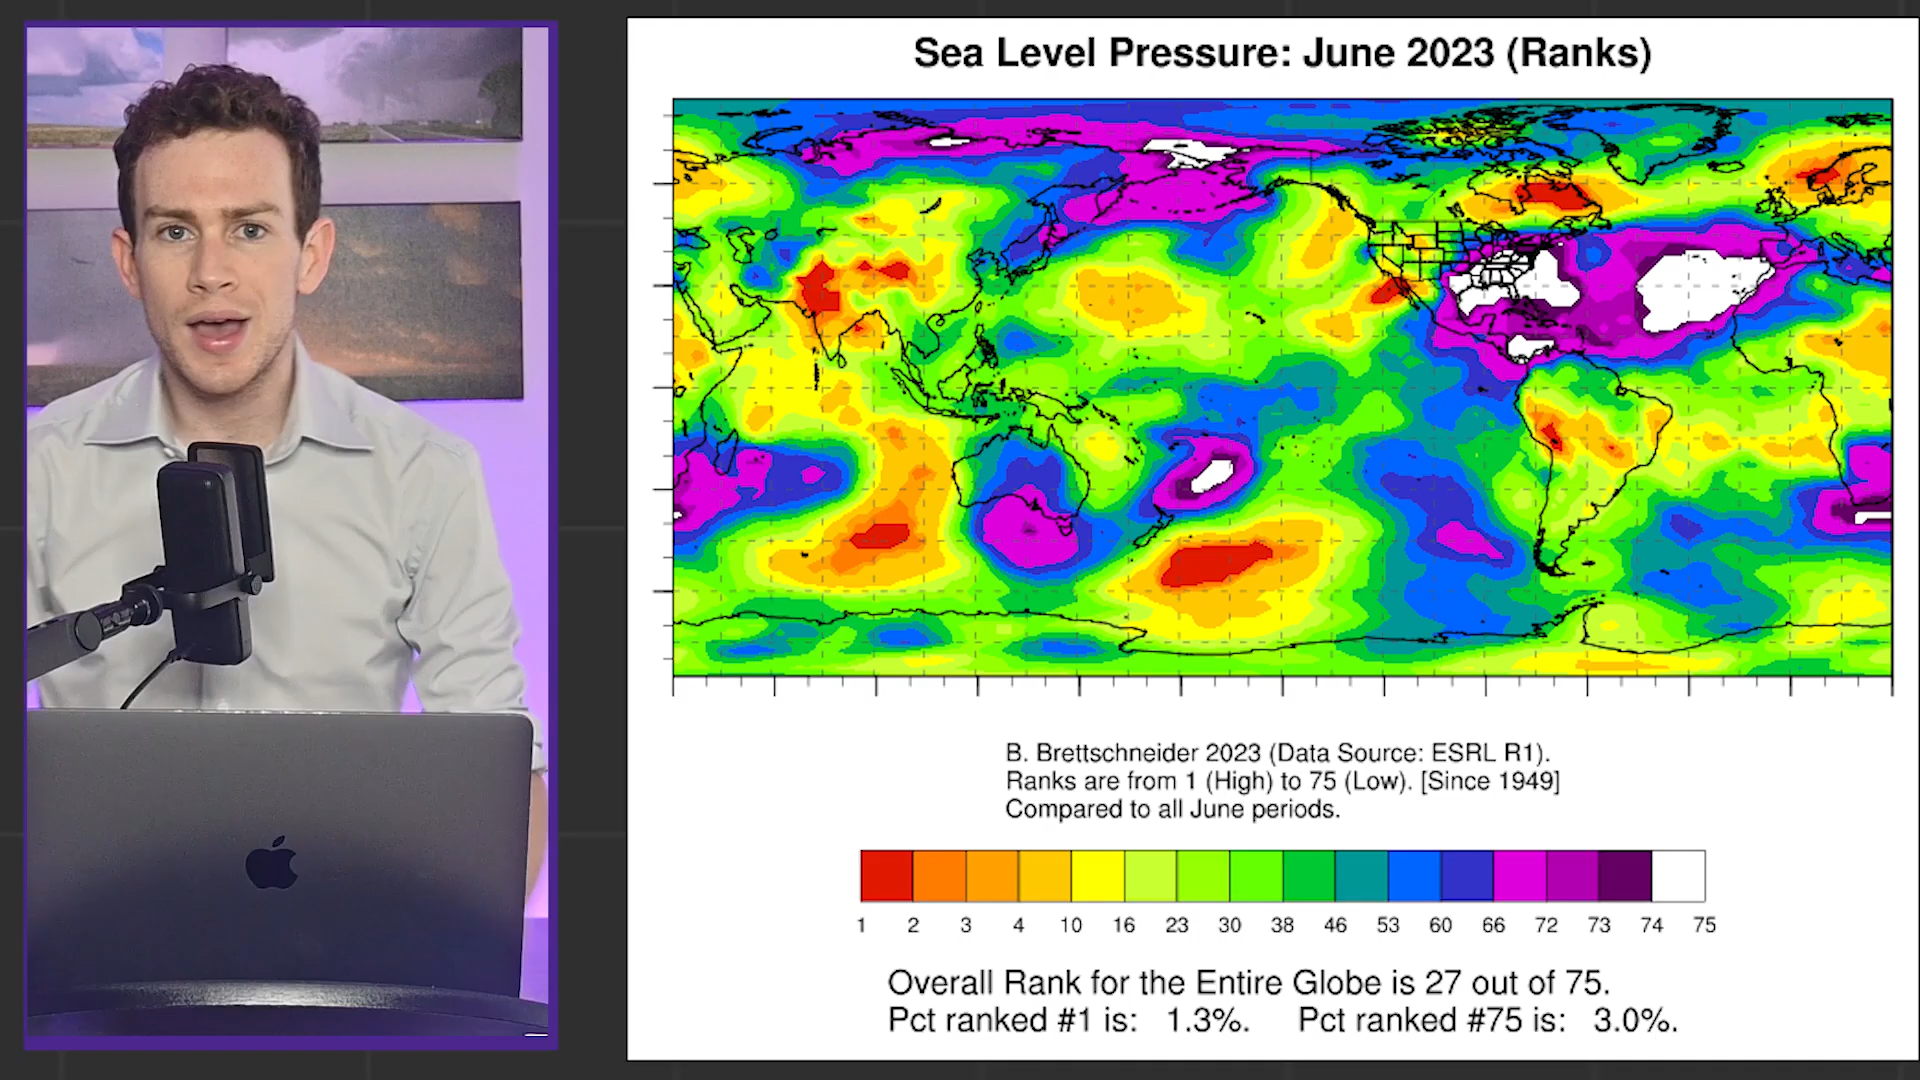 Sea Level Pressure: June 2023 (Ranks)
B. Brettschneider 2023 (Data Source: ESRL R1).
Ranks are from 1 (High) to 75 (Low). [Since 1949]
Compared to all June periods.
1 2 3 4 10 16 23 30 38 46 53 60 66 72 73 74 75
Overall Rank for the Entire Globe is 27 out of 75.
Pct ranked #1 is: 1.3%. Pct ranked #75 is: 3.0%.